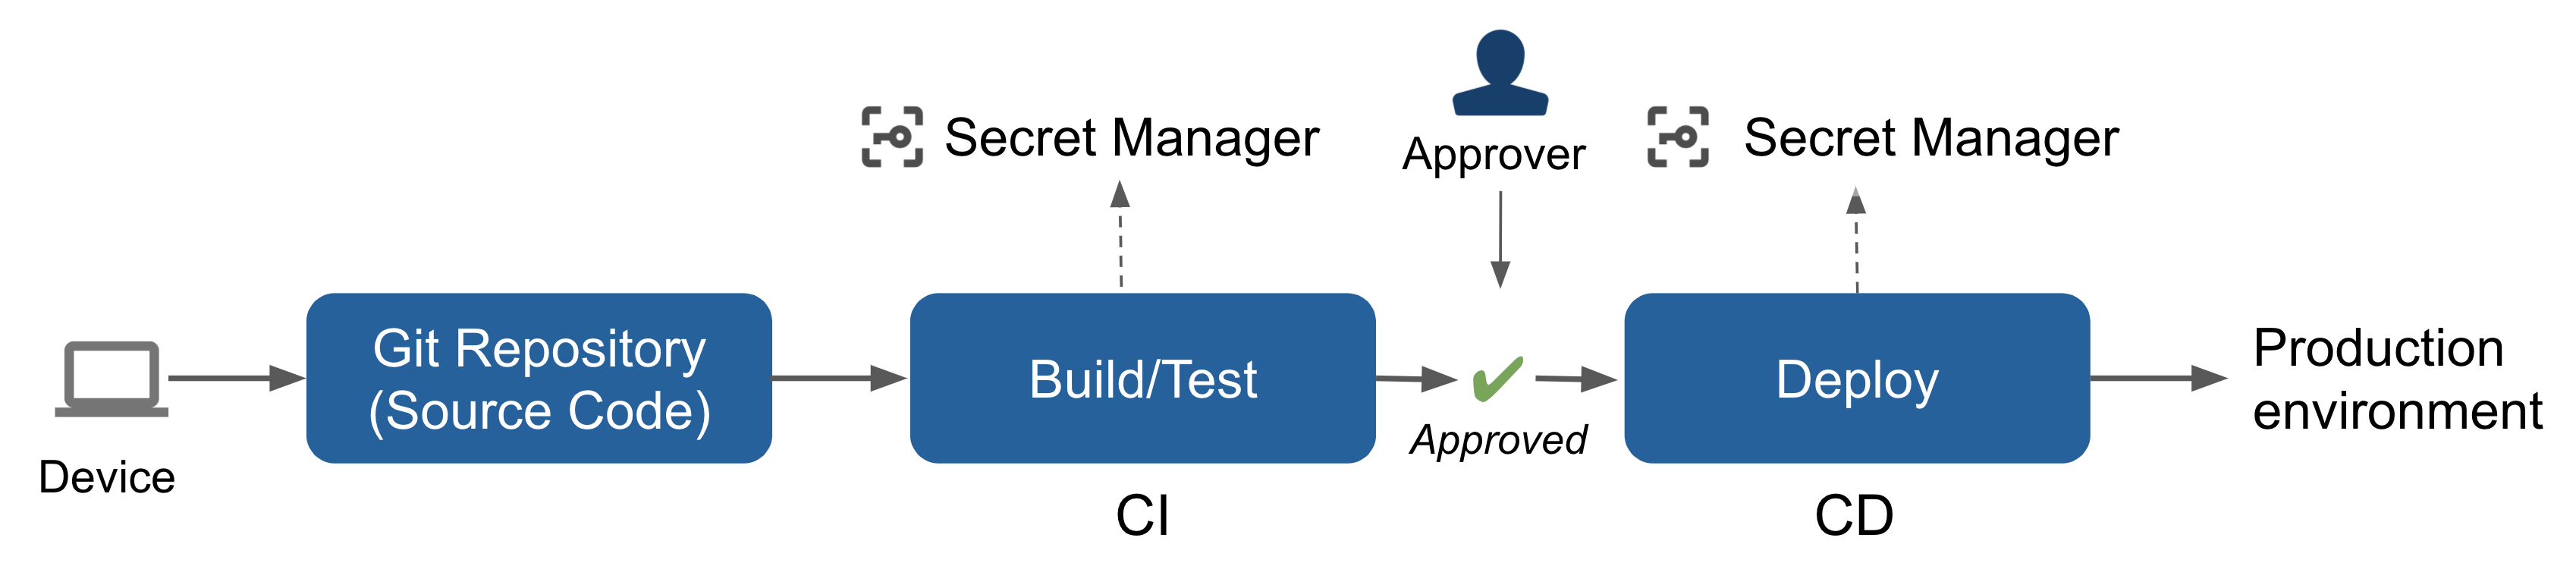 Secret Manager
Approver
Secret Manager
Device
Git Repository
(Source Code)
Build/Test
CI
Approved
Deploy
CD
Production
environment